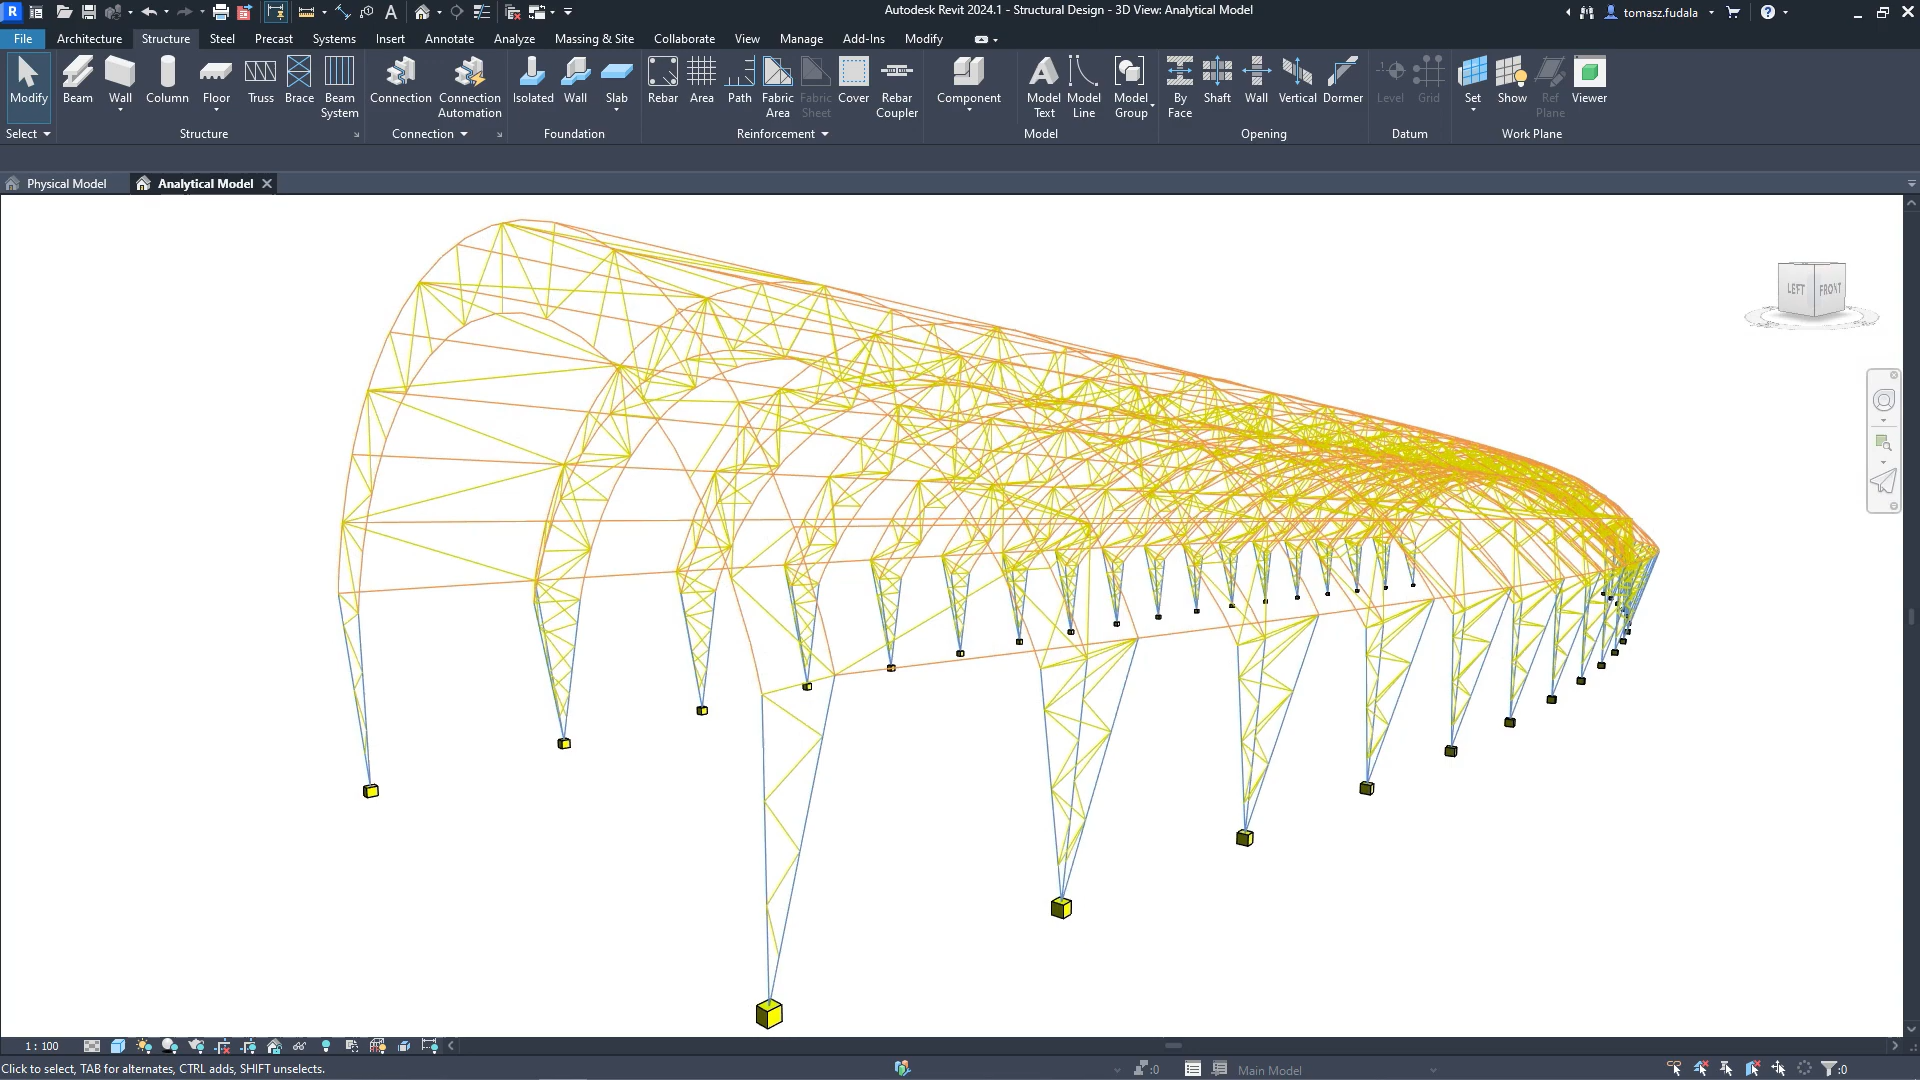 R
A
Autodesk Revit 2024.1 - Structural Design - 3D View: Analytical Model
tomasz.fudala
?
File
Architecture
Structure
Steel
Precast
Systems
Insert
Annotate
Analyze
Massing & Site
Collaborate
View
Manage
Add-Ins
Modify
Modify
Beam
Wall
Column
Floor
Truss
Brace
Beam
System
Connection
Connection
Automation
Isolated
Wall
Slab
Rebar
Area
Path
Fabric
Area
Fabric
Sheet
Cover
Rebar
Coupler
Component
Model
Text
Model
Line
Model
Group
By
Face
Shaft
Wall
Vertical
Dormer
Level
Grid
Set
Show
Ref
Plane
Viewer
Select
Structure
Connection
Foundation
Reinforcement
Model
Opening
Datum
Work Plane
Physical Model
Analytical Model
LEFT
FRONT
1 : 100
Click to select, TAB for alternates, CTRL adds, SHIFT unselects.
:0
Main Model
:0